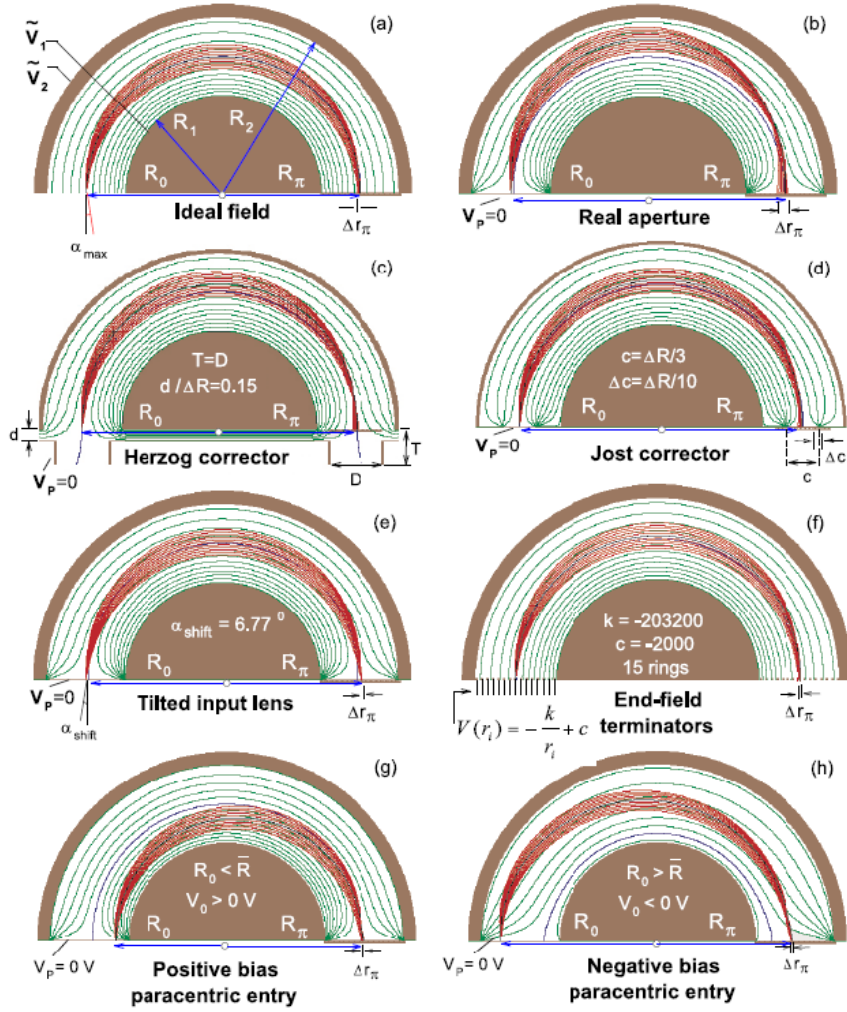 (a)
Ṽ₁
Ṽ₂
R₁
R₂
R₀
Rπ
Ideal field
αmax
Δrπ
(b)
R₀
Rπ
Vₚ=0
Real aperture
Δrπ
(c)
T=D
d /ΔR=0.15
R₀
Rπ
d
T
Herzog corrector
Vₚ=0
D
(d)
c=ΔR/3
Δc=ΔR/10
R₀
Rπ
Vₚ=0
Jost corrector
Δc
c
(e)
αshift = 6.77 ⁰
R₀
Rπ
Vₚ=0
Tilted input lens
Δrπ
αshift
(f)
k = -203200
c = -2000
15 rings
End-field
terminators
V(rᵢ) = − k/rᵢ + c
Δrπ
(g)
R₀ < R̄
V₀ > 0 V
R₀
Rπ
Vₚ= 0 V
Positive bias
paracentric entry
Δrπ
(h)
R₀ > R̄
V₀ < 0 V
R₀
Rπ
Vₚ= 0 V
Negative bias
paracentric entry
Δrπ